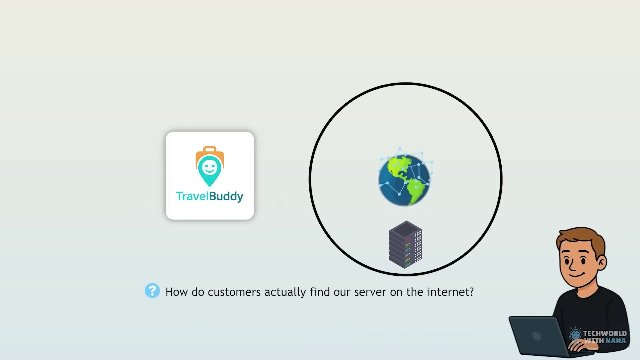 TravelBuddy
How do customers actually find our server on the internet?
TECHWORLD
WITH NANA